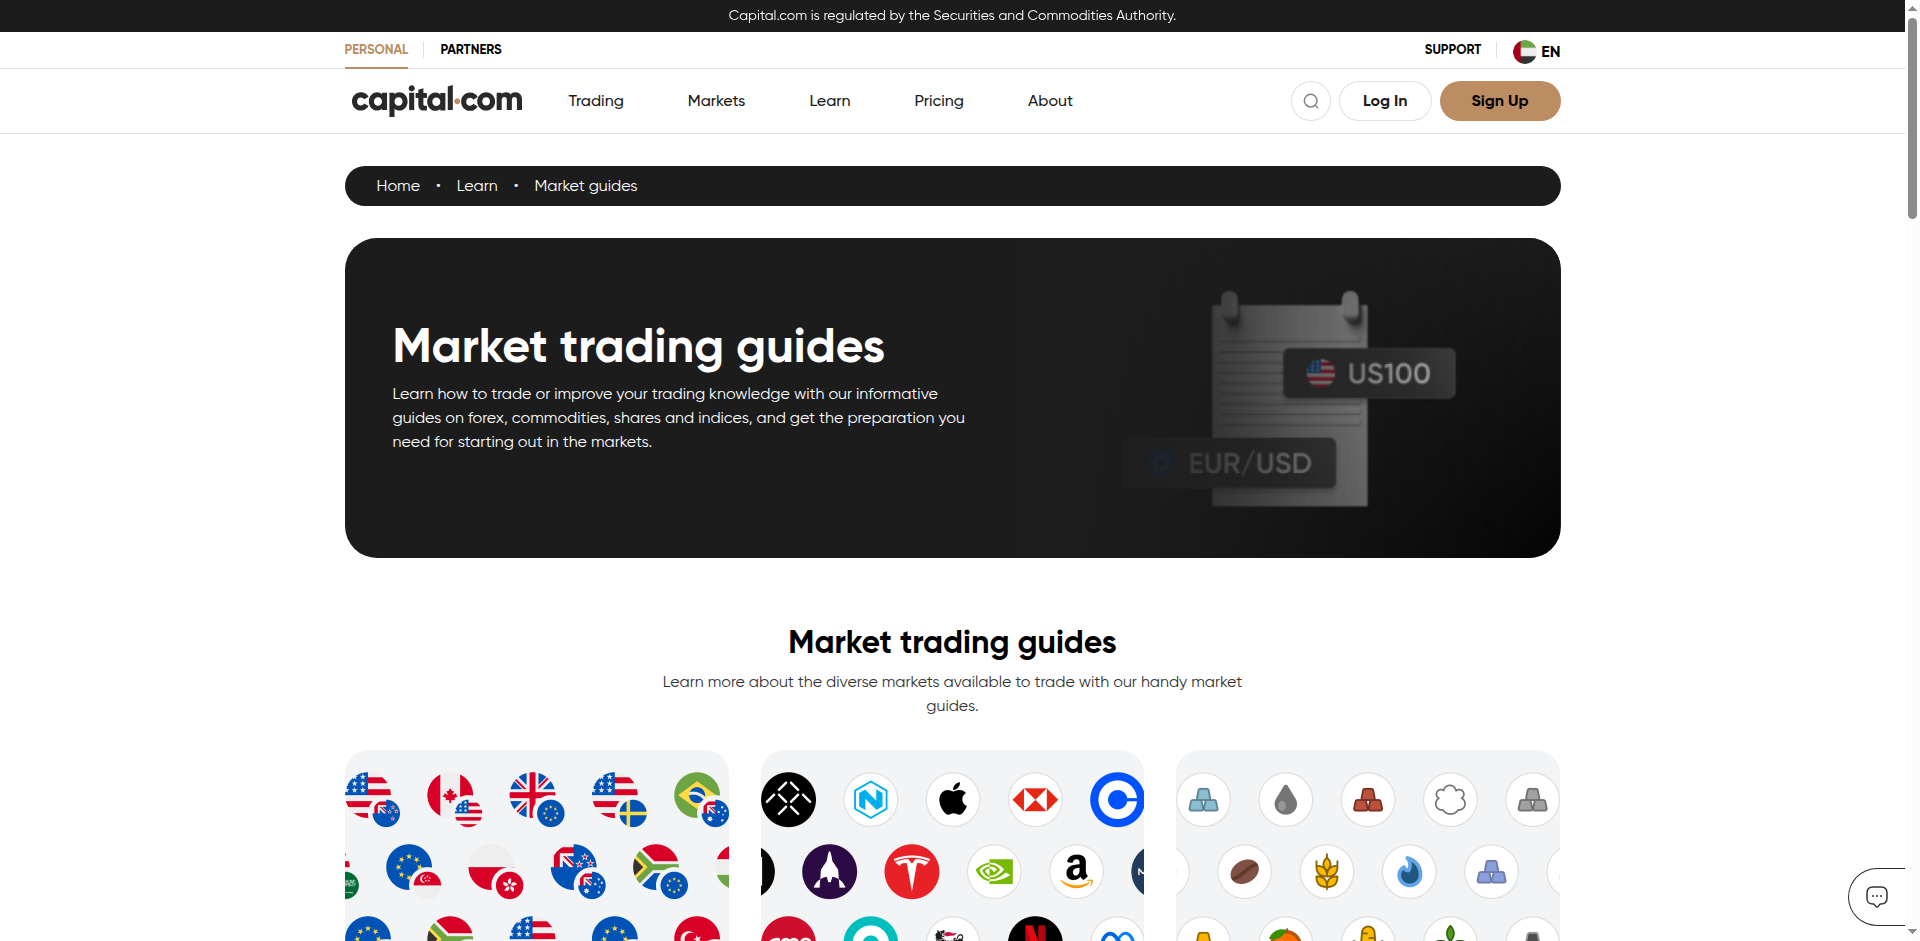 Capital.com is regulated by the Securities and Commodities Authority.
PERSONAL
PARTNERS
SUPPORT
EN
capital.com
Trading
Markets
Learn
Pricing
About
Log In
Sign Up
Home • Learn • Market guides
Market trading guides
Learn how to trade or improve your trading knowledge with our informative
guides on forex, commodities, shares and indices, and get the preparation you
need for starting out in the markets.
US100
EUR/USD
Market trading guides
Learn more about the diverse markets available to trade with our handy market
guides.